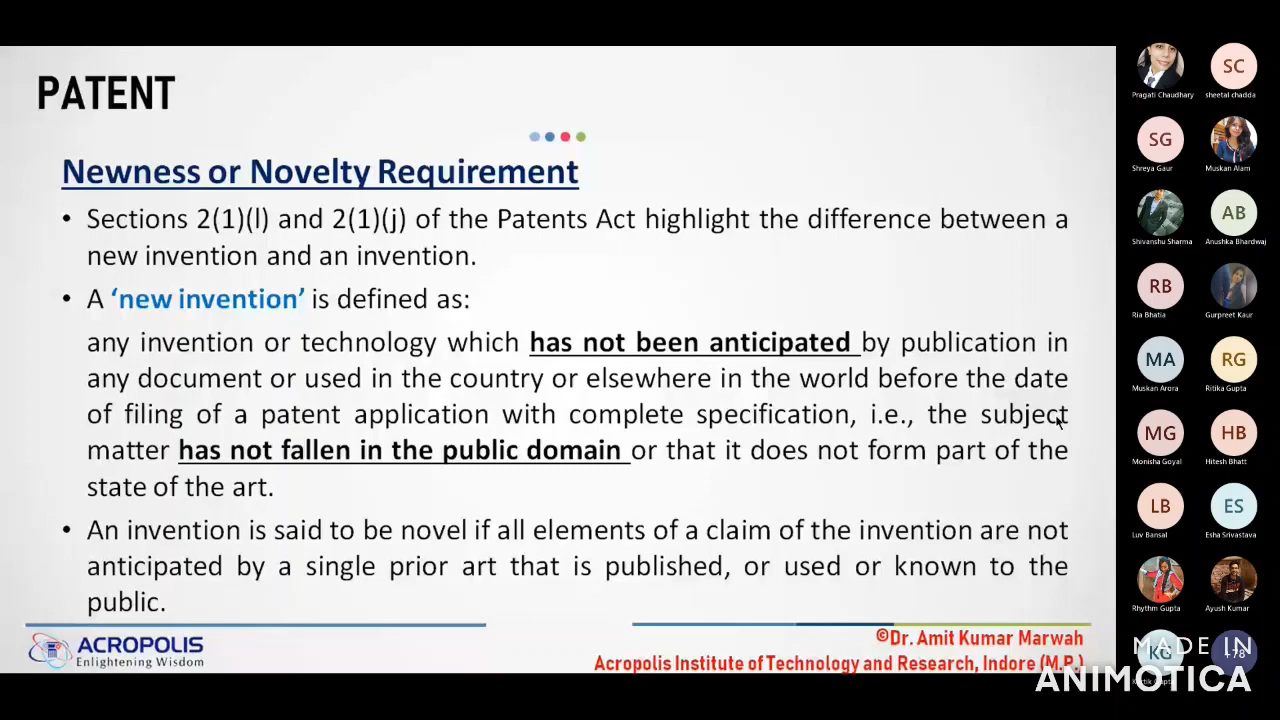 PATENT
Newness or Novelty Requirement
• Sections 2(1)(l) and 2(1)(j) of the Patents Act highlight the difference between a
new invention and an invention.
• A ‘new invention’ is defined as:
any invention or technology which has not been anticipated by publication in
any document or used in the country or elsewhere in the world before the date
of filing of a patent application with complete specification, i.e., the subject
matter has not fallen in the public domain or that it does not form part of the
state of the art.
• An invention is said to be novel if all elements of a claim of the invention are not
anticipated by a single prior art that is published, or used or known to the
public.
ACROPOLIS
Enlightening Wisdom
©Dr. Amit Kumar Marwah
Acropolis Institute of Technology and Research, Indore (M.P.)
SC
Pragati Chaudhary sheetal chadda
SG
Shreya Gaur Muskan Alam
AB
Shivanshu Sharma Anushka Bhardwaj
RB
Ria Bhatia Gurpreet Kaur
MA RG
Muskan Arora Ritika Gupta
MG HB
Monisha Goyal Hitesh Bhatt
LB ES
Luv Bansal Esha Srivastava
Rhythm Gupta Ayush Kumar
KG +78
MADE IN
ANIMOTICA